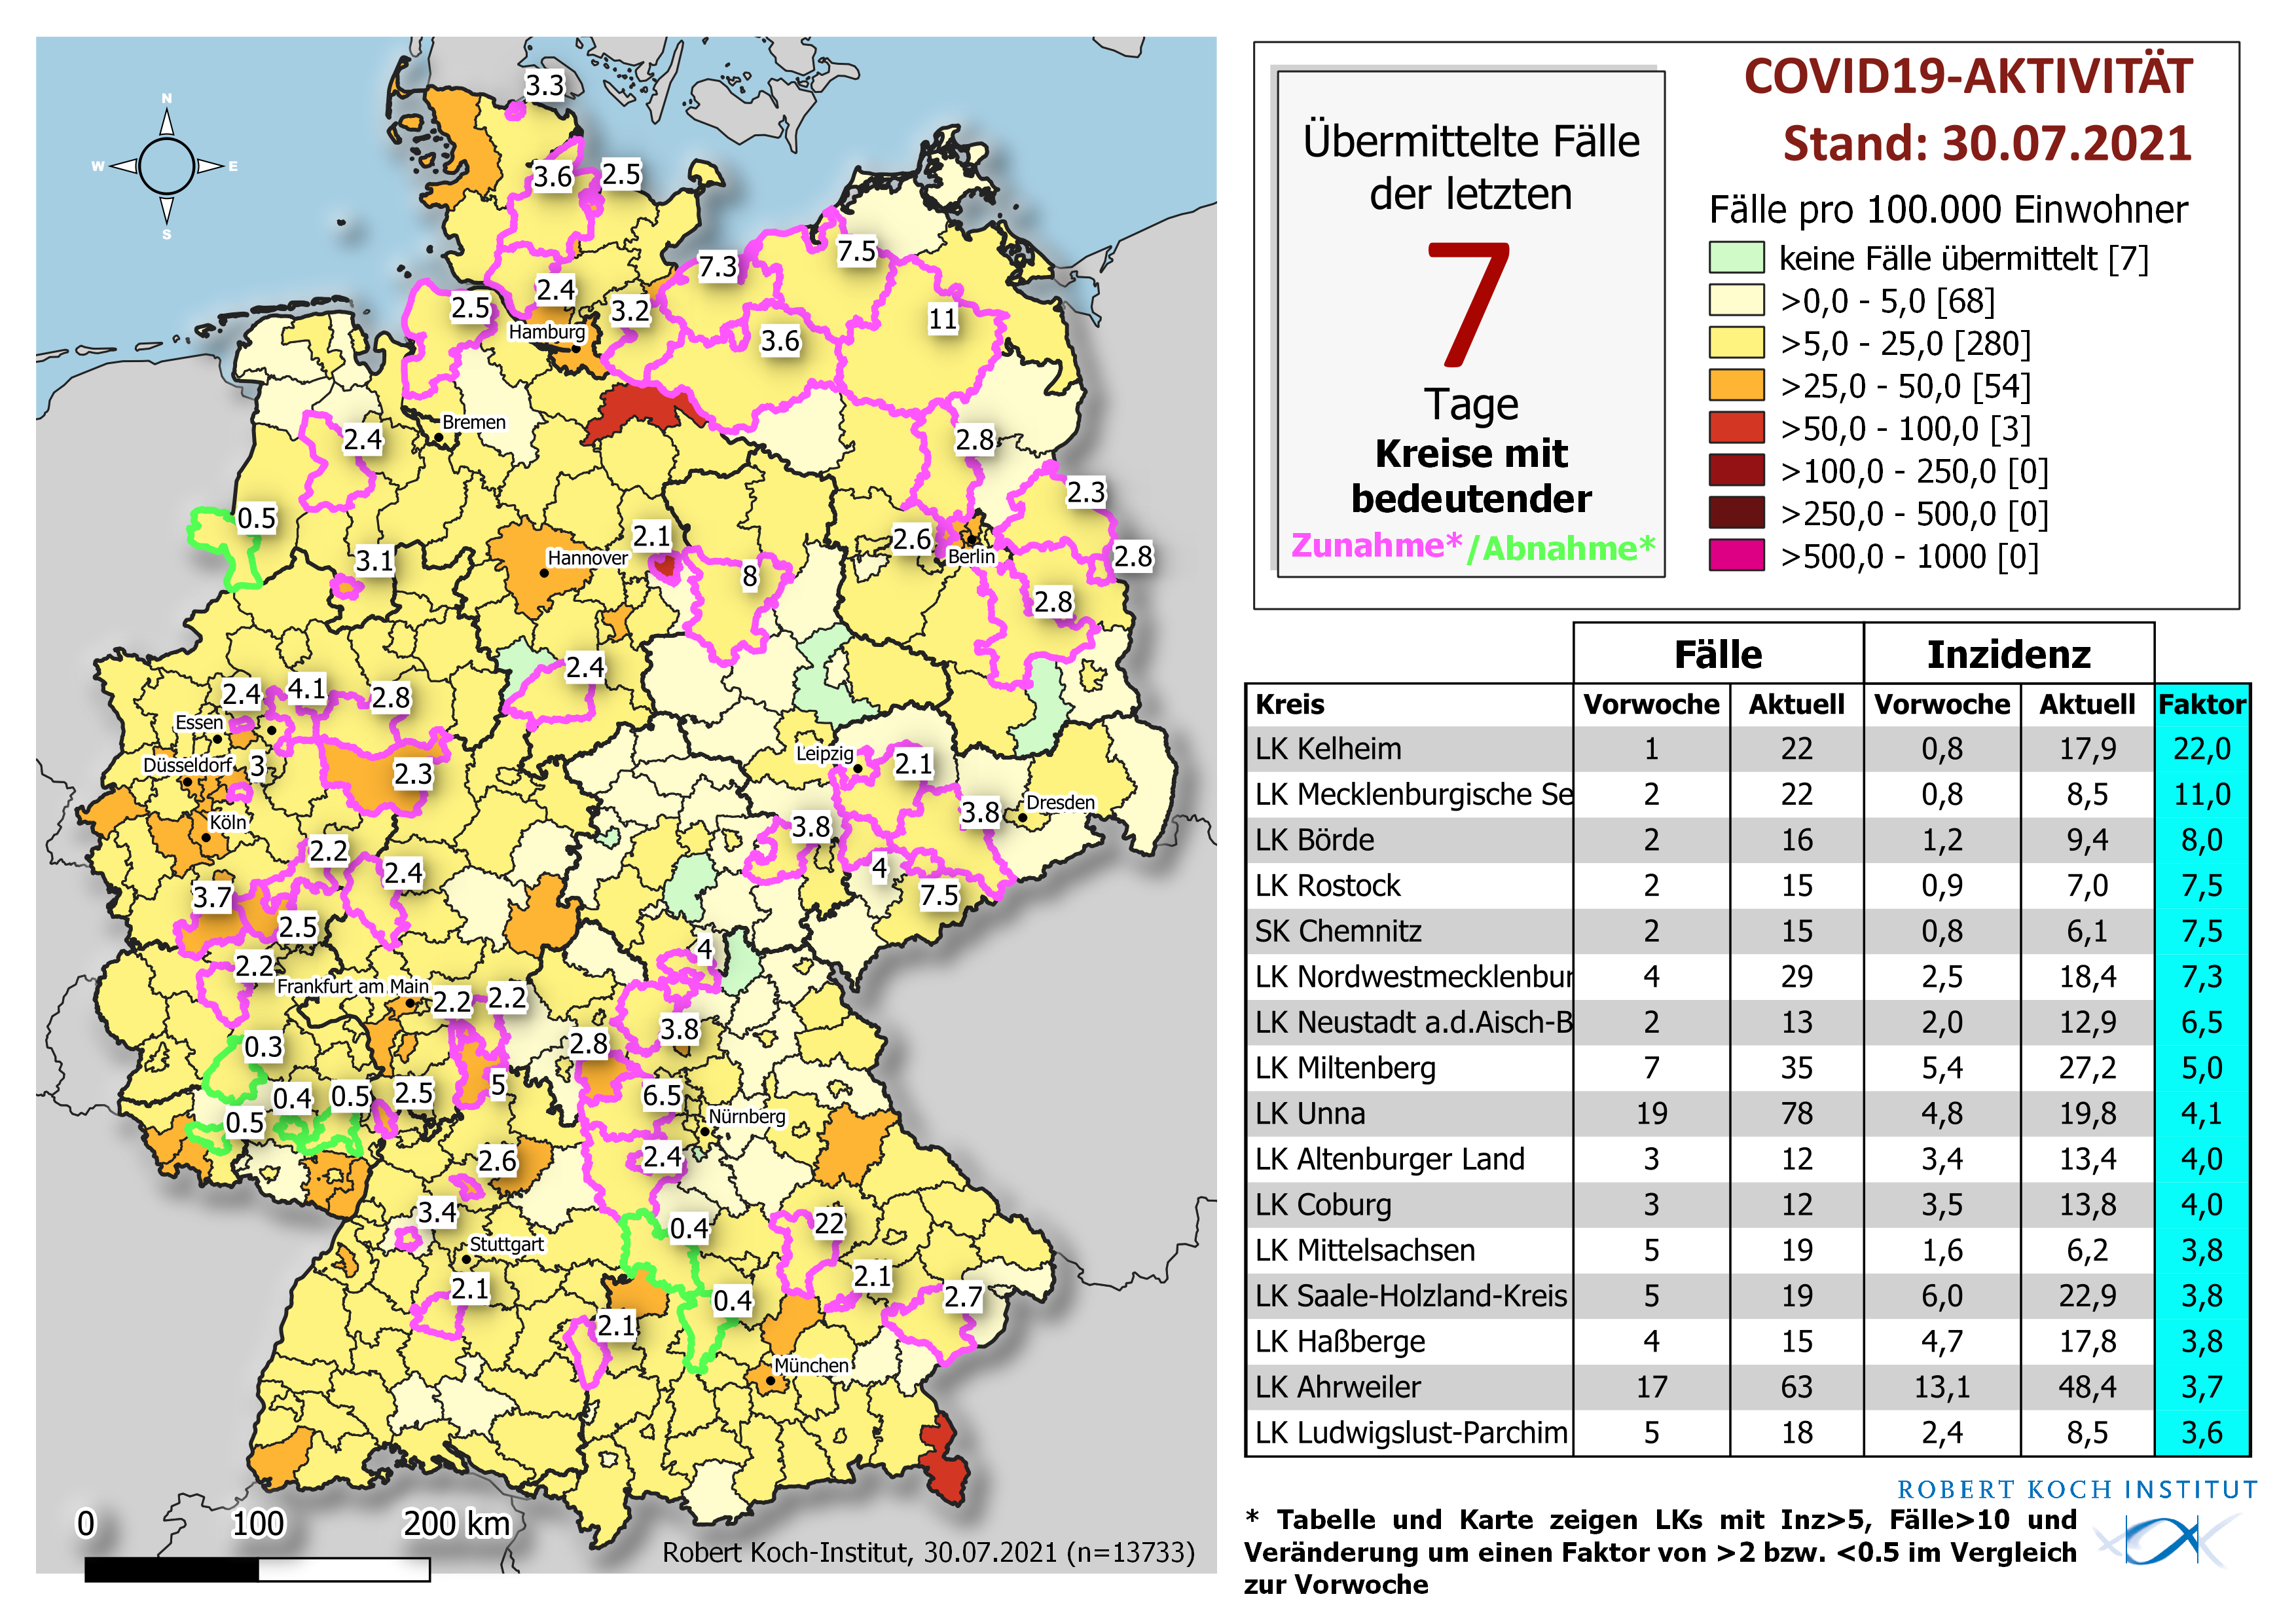 N
W
E
S
3.3
3.6
2.5
7.3
7.5
2.5
2.4
3.2
11
3.6
Hamburg
Bremen
2.4
2.8
2.3
0.5
2.1
2.6
Berlin
2.8
3.1
Hannover
8
2.8
2.4
2.4
4.1
2.8
Essen
Düsseldorf
3
2.3
Leipzig
2.1
Köln
3.8
3.8
Dresden
2.2
2.4
4
3.7
2.5
7.5
2.2
4
Frankfurt am Main
2.2
2.2
3.8
0.3
2.8
0.4
0.5
2.5
5
6.5
0.5
Nürnberg
2.6
2.4
3.4
0.4
22
Stuttgart
2.1
2.1
0.4
2.7
2.1
München
0
100
200 km
Robert Koch-Institut, 30.07.2021 (n=13733)
Übermittelte Fälle
der letzten
7
Tage
Kreise mit
bedeutender
Zunahme*/Abnahme*
COVID19-AKTIVITÄT
Stand: 30.07.2021
Fälle pro 100.000 Einwohner
keine Fälle übermittelt [7]
>0,0 - 5,0 [68]
>5,0 - 25,0 [280]
>25,0 - 50,0 [54]
>50,0 - 100,0 [3]
>100,0 - 250,0 [0]
>250,0 - 500,0 [0]
>500,0 - 1000 [0]
Fälle Inzidenz
Kreis Vorwoche Aktuell Vorwoche Aktuell Faktor
LK Kelheim 1 22 0,8 17,9 22,0
LK Mecklenburgische Se 2 22 0,8 8,5 11,0
LK Börde 2 16 1,2 9,4 8,0
LK Rostock 2 15 0,9 7,0 7,5
SK Chemnitz 2 15 0,8 6,1 7,5
LK Nordwestmecklenbur 4 29 2,5 18,4 7,3
LK Neustadt a.d.Aisch-B 2 13 2,0 12,9 6,5
LK Miltenberg 7 35 5,4 27,2 5,0
LK Unna 19 78 4,8 19,8 4,1
LK Altenburger Land 3 12 3,4 13,4 4,0
LK Coburg 3 12 3,5 13,8 4,0
LK Mittelsachsen 5 19 1,6 6,2 3,8
LK Saale-Holzland-Kreis 5 19 6,0 22,9 3,8
LK Haßberge 4 15 4,7 17,8 3,8
LK Ahrweiler 17 63 13,1 48,4 3,7
LK Ludwigslust-Parchim 5 18 2,4 8,5 3,6
ROBERT KOCH INSTITUT
* Tabelle und Karte zeigen LKs mit Inz>5, Fälle>10 und
Veränderung um einen Faktor von >2 bzw. <0.5 im Vergleich
zur Vorwoche